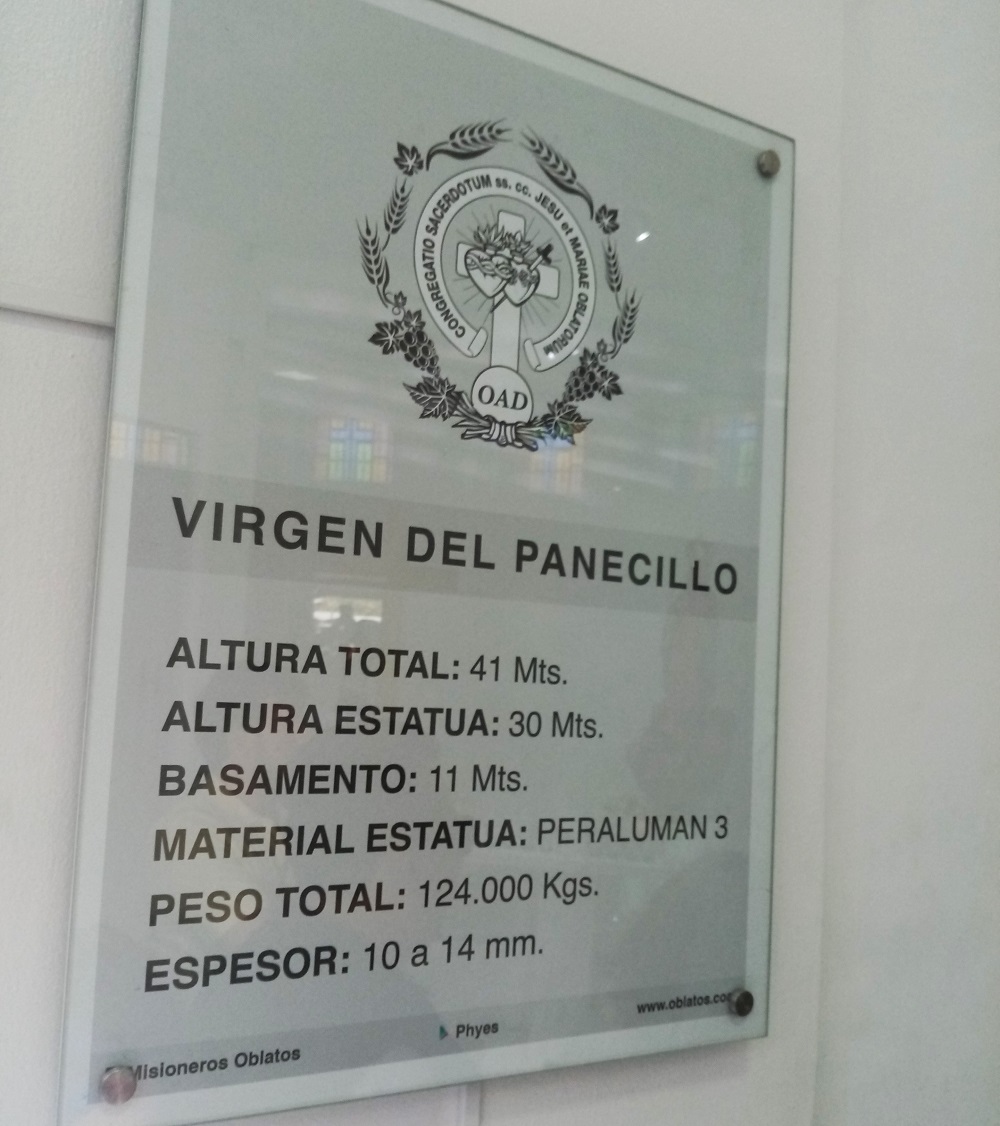 CONGREGATIO SACERDOTUM ss. cc. JESU et MARIAE OBLATORUM
OAD
VIRGEN DEL PANECILLO
ALTURA TOTAL: 41 Mts.
ALTURA ESTATUA: 30 Mts.
BASAMENTO: 11 Mts.
MATERIAL ESTATUA: PERALUMAN 3
PESO TOTAL: 124.000 Kgs.
ESPESOR: 10 a 14 mm.
Misioneros Oblatos
Phyes
www.oblatos.com